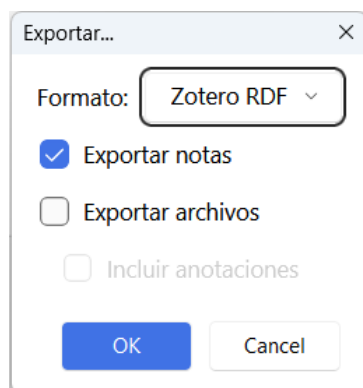 Exportar...
Formato: Zotero RDF
Exportar notas
Exportar archivos
Incluir anotaciones
OK Cancel